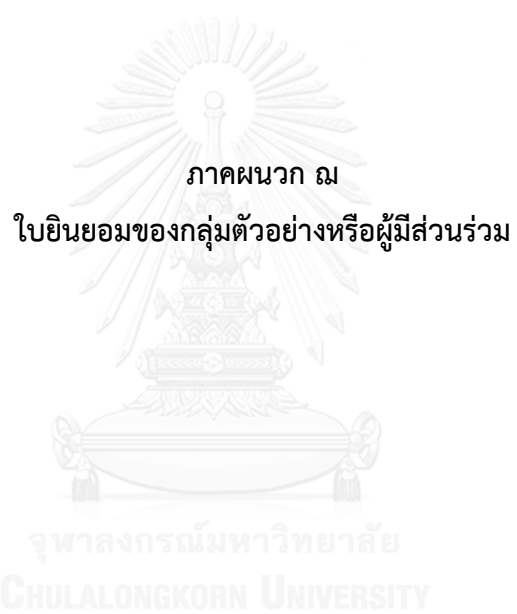 ภาคผนวก ฌ
ใบยินยอมของกลุ่มตัวอย่างหรือผู้มีส่วนร่วม
จุฬาลงกรณ์มหาวิทยาลัย
CHULALONGKORN UNIVERSITY